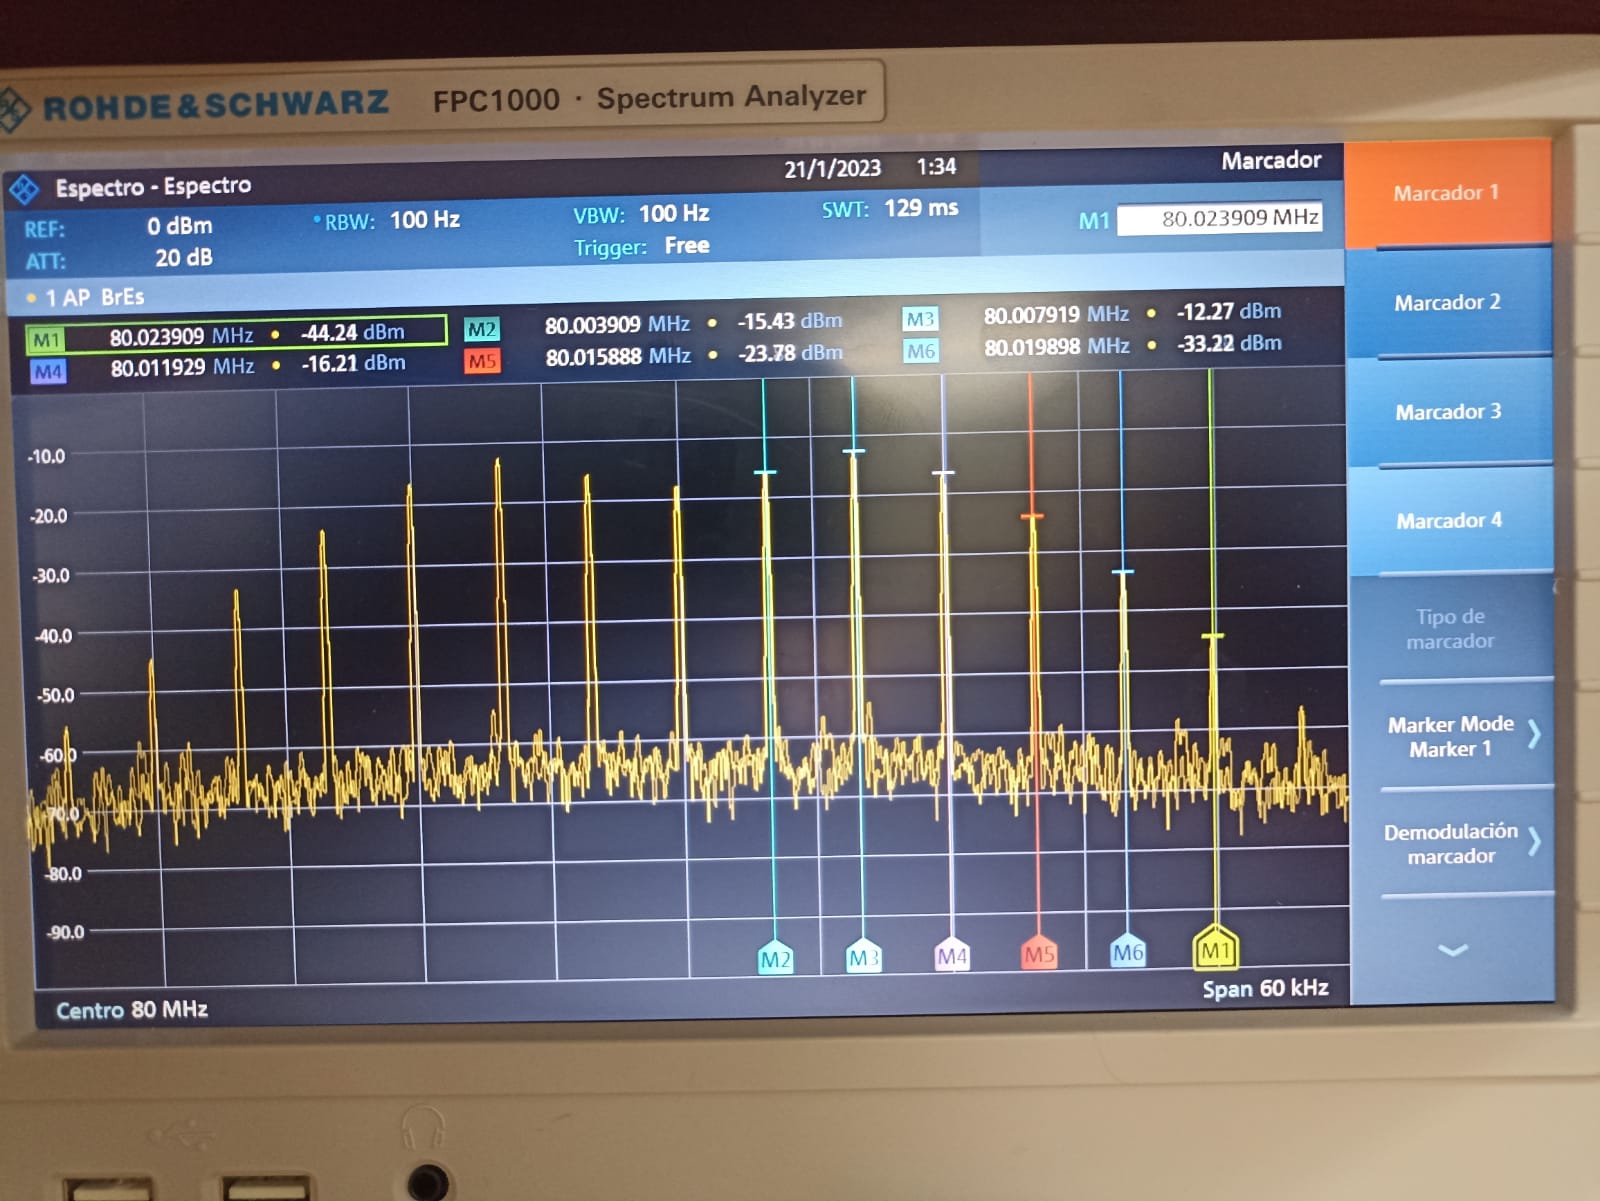 ROHDE&SCHWARZ FPC1000 · Spectrum Analyzer
Espectro - Espectro 21/1/2023 1:34 Marcador
REF: 0 dBm • RBW: 100 Hz VBW: 100 Hz SWT: 129 ms M1 80.023909 MHz
ATT: 20 dB Trigger: Free
• 1 AP BrEs
M1 80.023909 MHz • -44.24 dBm M2 80.003909 MHz • -15.43 dBm M3 80.007919 MHz • -12.27 dBm
M4 80.011929 MHz • -16.21 dBm M5 80.015888 MHz • -23.78 dBm M6 80.019898 MHz • -33.22 dBm
-10.0
-20.0
-30.0
-40.0
-50.0
-60.0
-70.0
-80.0
-90.0
M2 M3 M4 M5 M6 M1
Centro 80 MHz Span 60 kHz
Marcador 1
Marcador 2
Marcador 3
Marcador 4
Tipo de
marcador
Marker Mode
Marker 1
Demodulación
marcador